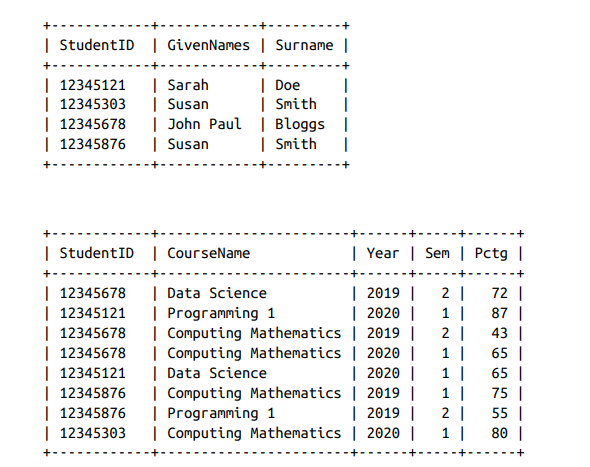 +------------+------------+---------+
| StudentID  | GivenNames | Surname |
+------------+------------+---------+
| 12345121   | Sarah      | Doe     |
| 12345303   | Susan      | Smith   |
| 12345678   | John Paul  | Bloggs  |
| 12345876   | Susan      | Smith   |
+------------+------------+---------+
+------------+-----------------------+------+-----+------+
| StudentID  | CourseName            | Year | Sem | Pctg |
+------------+-----------------------+------+-----+------+
| 12345678   | Data Science          | 2019 |   2 |   72 |
| 12345121   | Programming 1         | 2020 |   1 |   87 |
| 12345678   | Computing Mathematics | 2019 |   2 |   43 |
| 12345678   | Computing Mathematics | 2020 |   1 |   65 |
| 12345121   | Data Science          | 2020 |   1 |   65 |
| 12345876   | Computing Mathematics | 2019 |   1 |   75 |
| 12345876   | Programming 1         | 2019 |   2 |   55 |
| 12345303   | Computing Mathematics | 2020 |   1 |   80 |
+------------+-----------------------+------+-----+------+